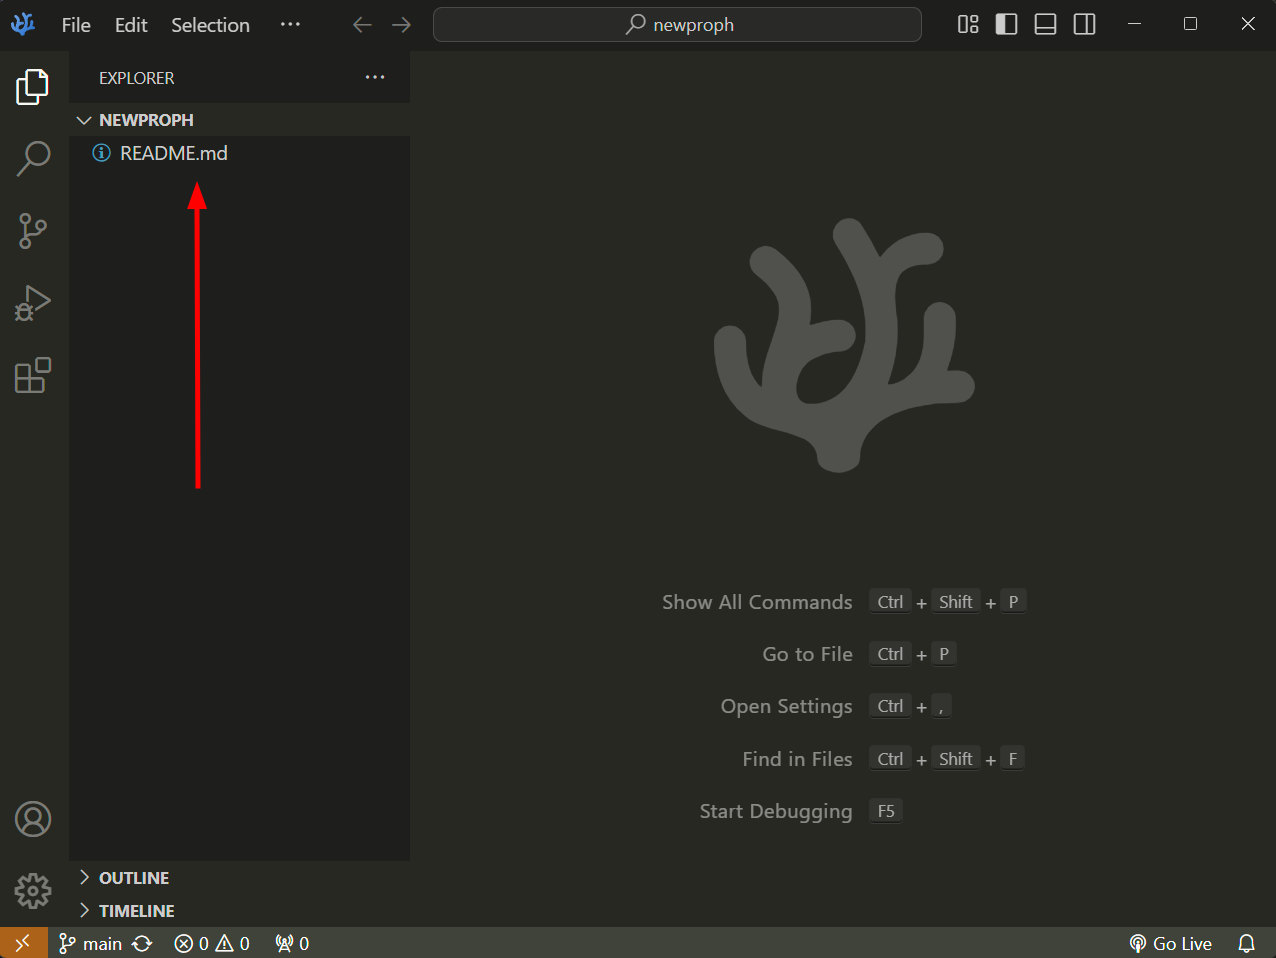 File Edit Selection ··· newproph
EXPLORER ···
NEWPROPH
README.md
Show All Commands Ctrl + Shift + P
Go to File Ctrl + P
Open Settings Ctrl + ,
Find in Files Ctrl + Shift + F
Start Debugging F5
OUTLINE
TIMELINE
main 0 0 0 Go Live